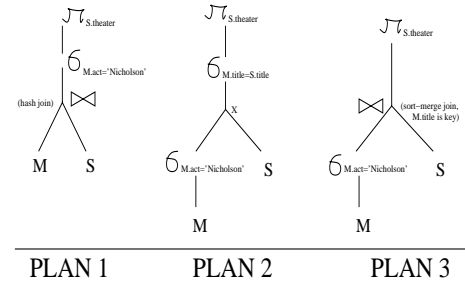 π S.theater
σ M.act='Nicholson'
(hash join) ⋈
M S
PLAN 1
π S.theater
σ M.title=S.title
X
σ M.act='Nicholson' S
M
PLAN 2
π S.theater
⋈ (sort-merge join,
M.title is key)
σ M.act='Nicholson' S
M
PLAN 3